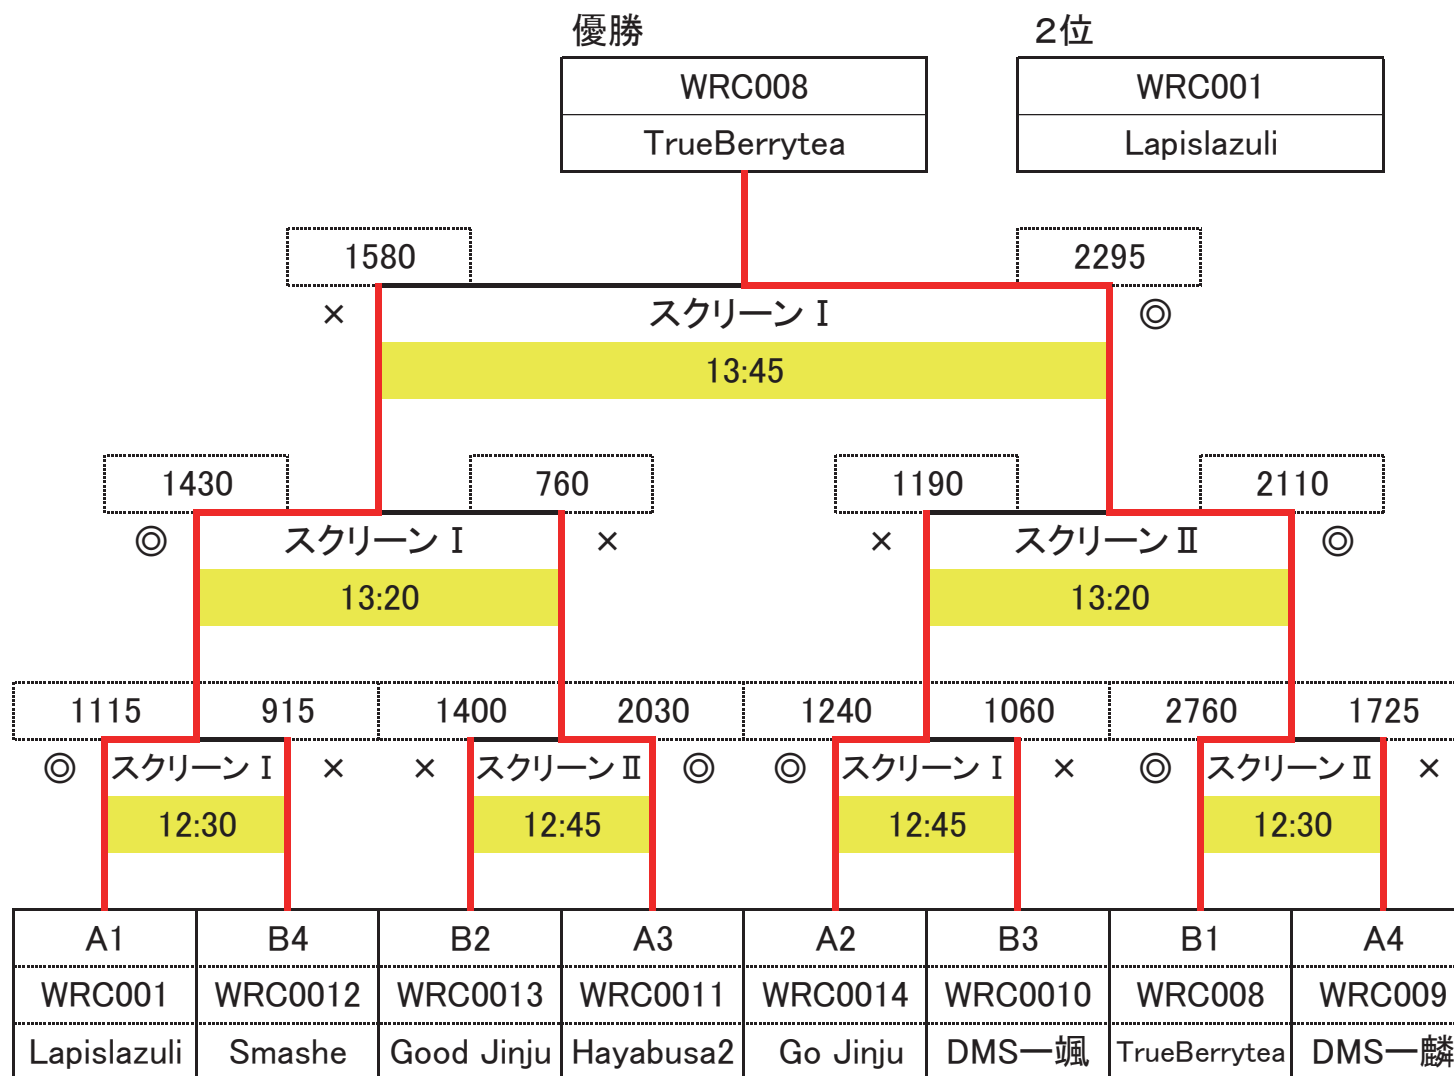 優勝 2位
WRC008 WRC001
TrueBerrytea Lapislazuli
1580 2295
× スクリーンⅠ ◎
13:45
1430 760 1190 2110
◎ スクリーンⅠ × × スクリーンⅡ ◎
13:20 13:20
1115 915 1400 2030 1240 1060 2760 1725
◎ スクリーンⅠ × × スクリーンⅡ ◎ ◎ スクリーンⅠ × ◎ スクリーンⅡ ×
12:30 12:45 12:45 12:30
A1 B4 B2 A3 A2 B3 B1 A4
WRC001 WRC0012 WRC0013 WRC0011 WRC0014 WRC0010 WRC008 WRC009
Lapislazuli Smashe Good Jinju Hayabusa2 Go Jinju DMS一颯 TrueBerrytea DMS一麟